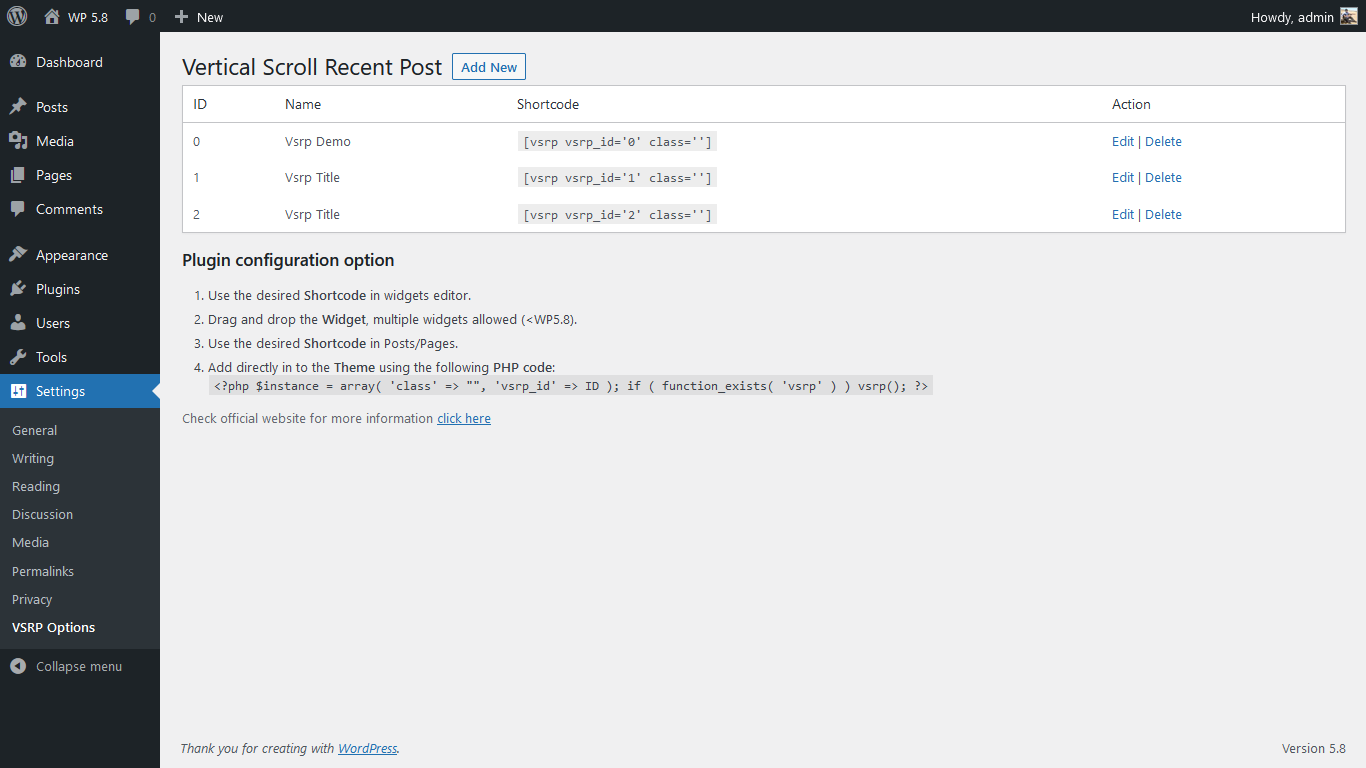 WP 5.8 0 New Howdy, admin
Dashboard
Posts
Media
Pages
Comments
Appearance
Plugins
Users
Tools
Settings
General
Writing
Reading
Discussion
Media
Permalinks
Privacy
VSRP Options
Collapse menu
Vertical Scroll Recent Post Add New
ID Name Shortcode Action
0 Vsrp Demo [vsrp vsrp_id='0' class=''] Edit | Delete
1 Vsrp Title [vsrp vsrp_id='1' class=''] Edit | Delete
2 Vsrp Title [vsrp vsrp_id='2' class=''] Edit | Delete
Plugin configuration option
1. Use the desired Shortcode in widgets editor.
2. Drag and drop the Widget, multiple widgets allowed (<WP5.8).
3. Use the desired Shortcode in Posts/Pages.
4. Add directly in to the Theme using the following PHP code:
<?php $instance = array( 'class' => "", 'vsrp_id' => ID ); if ( function_exists( 'vsrp' ) ) vsrp(); ?>
Check official website for more information click here
Thank you for creating with WordPress. Version 5.8